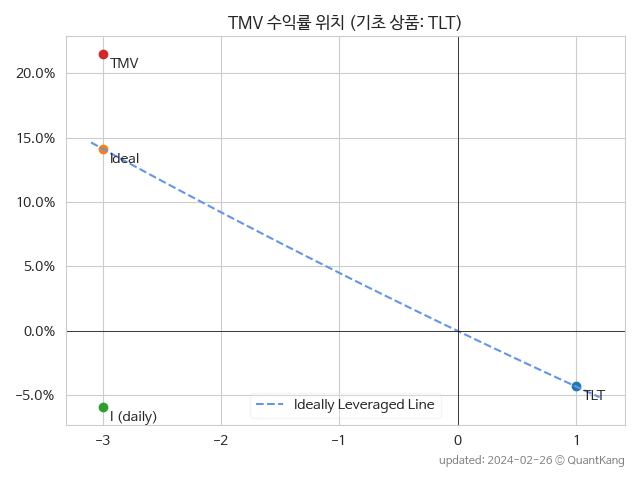 TMV 수익률 위치 (기초 상품: TLT)
20.0%
15.0%
10.0%
5.0%
0.0%
−5.0%
TMV
Ideal
I (daily)
TLT
Ideally Leveraged Line
−3 −2 −1 0 1
updated: 2024-02-26 © QuantKang